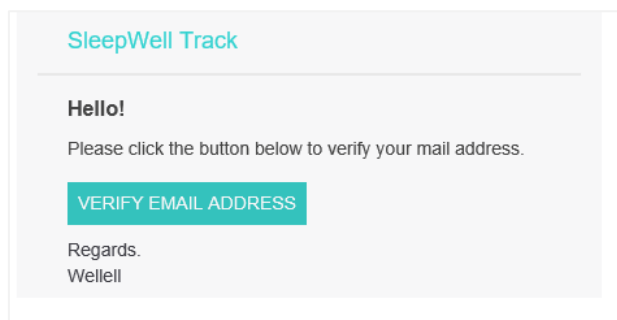 SleepWell Track
Hello!
Please click the button below to verify your mail address.
VERIFY EMAIL ADDRESS
Regards.
Wellell